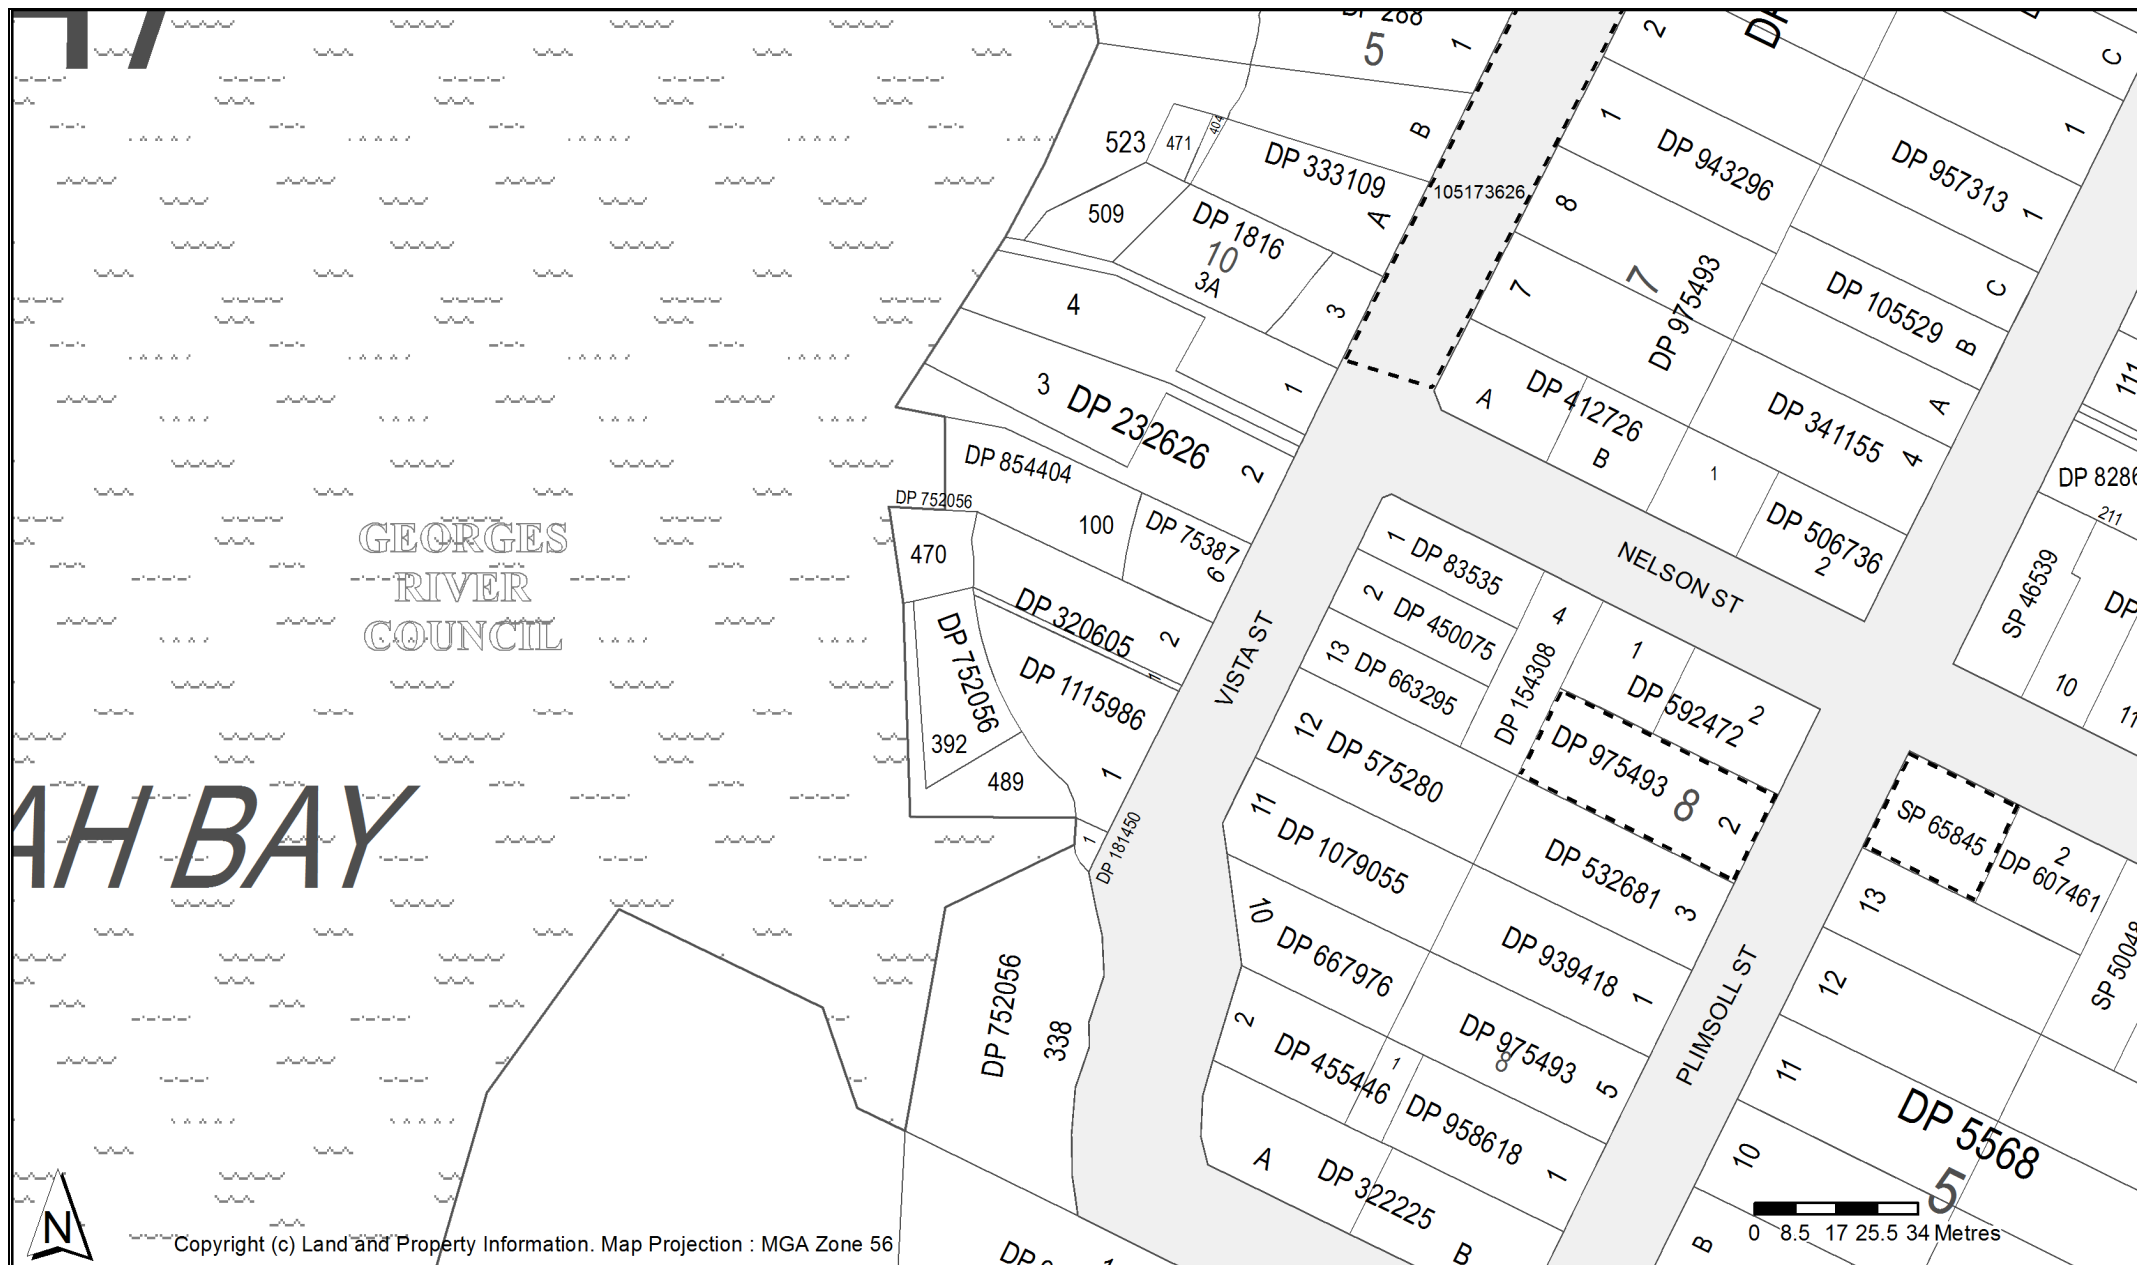 47
DP 268
5
1
2
C
523
471
404
B
1
DP 943296
DP 957313
1
1
DP 333109
A
105173626
8
509
DP 1816
10
3A
3
7
7
DP 975493
C
DP 105529
B
A
111
4
1
3
DP 232626
2
A
DP 412726
B
DP 341155
4
1
DP 506736
2
DP 854404
DP 752056
100
DP 75387
6
470
GEORGES
RIVER
COUNCIL
DP 320605
2
DP 1115986
1
1
DP 752056
392
489
1
DP 181450
VISTA ST
NELSON ST
PLIMSOLL ST
1 DP 83535
2 DP 450075
13 DP 663295
DP 154308
4
1
DP 592472
2
DP 975493
8
2
12 DP 575280
11
DP 1079055
DP 532681
3
10
DP 667976
DP 939418
1
2
DP 455446
1
DP 975493
8
5
DP 958618
1
A
DP 322225
B
211
SP 46539
10
11
SP 65845
2
DP 607461
SP 50048
13
12
11
10
B
DP 5568
5
AH BAY
DP 752056
338
N
Copyright (c) Land and Property Information. Map Projection : MGA Zone 56
0 8.5 17 25.5 34 Metres